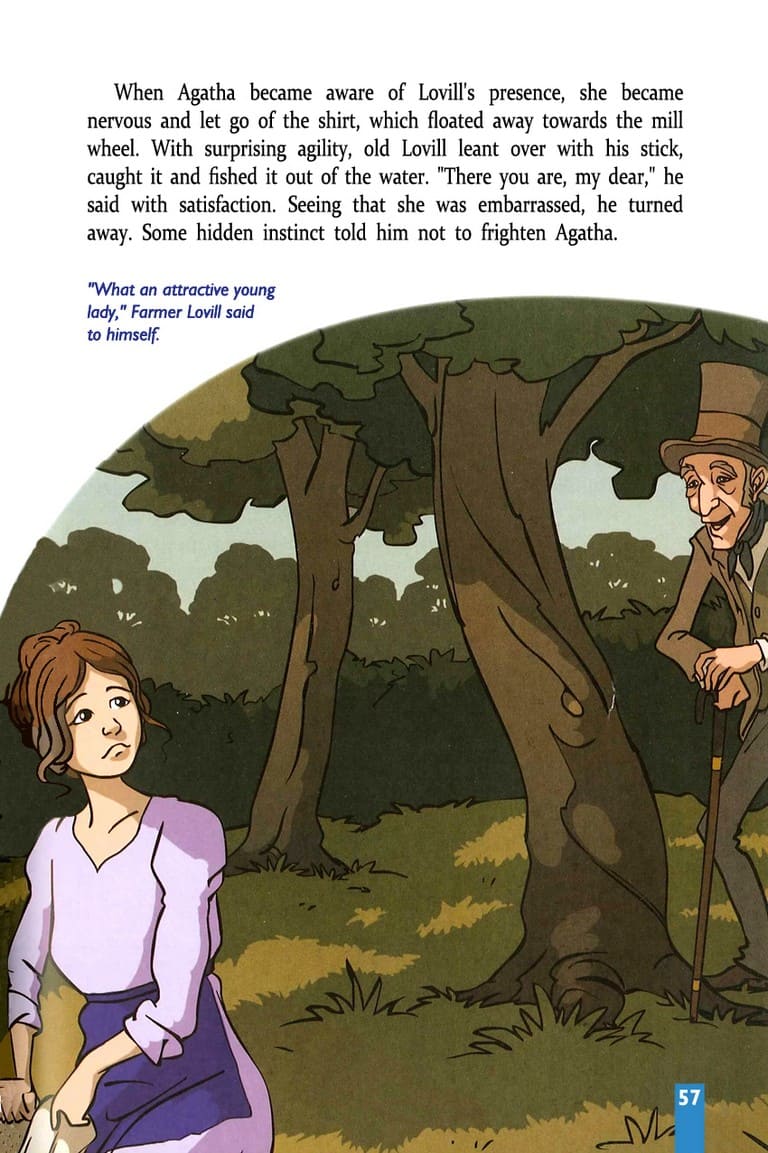 When Agatha became aware of Lovill's presence, she became
nervous and let go of the shirt, which floated away towards the mill
wheel. With surprising agility, old Lovill leant over with his stick,
caught it and fished it out of the water. "There you are, my dear," he
said with satisfaction. Seeing that she was embarrassed, he turned
away. Some hidden instinct told him not to frighten Agatha.
"What an attractive young
lady," Farmer Lovill said
to himself.
57